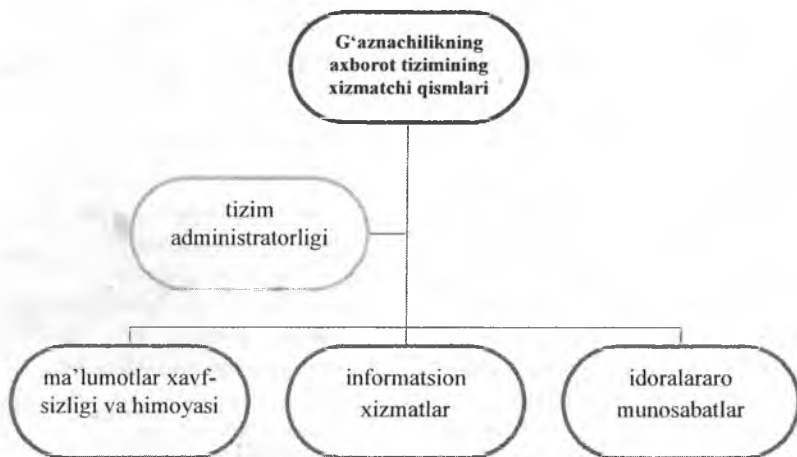 G‘aznachilikning
axborot tizimining
xizmatchi qismlari
tizim
administratorligi
ma’lumotlar xavf-
sizligi va himoyasi
informatsion
xizmatlar
idoralararo
munosabatlar